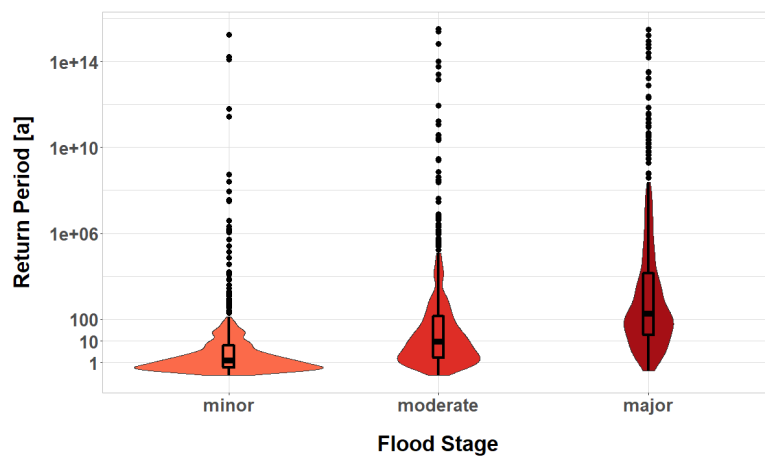 Return Period [a]
1e+14
1e+10
1e+06
100
10
1
minor moderate major
Flood Stage